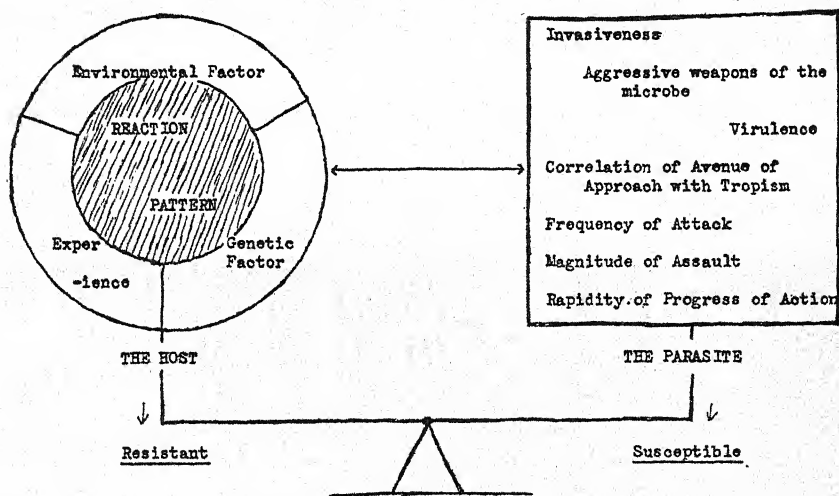 Environmental Factor
REACTION
PATTERN
Exper
-ience
Genetic
Factor
THE HOST
Resistant
Invasiveness
Aggressive weapons of the
microbe
Virulence
Correlation of Avenue of
Approach with Tropism
Frequency of Attack
Magnitude of Assault
Rapidity.of Progress of Action
THE PARASITE
Susceptible